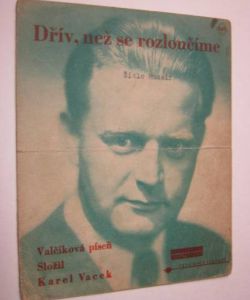 Dřív, než se rozloučíme
Valčíková píseň
Složil
Karel Vacek